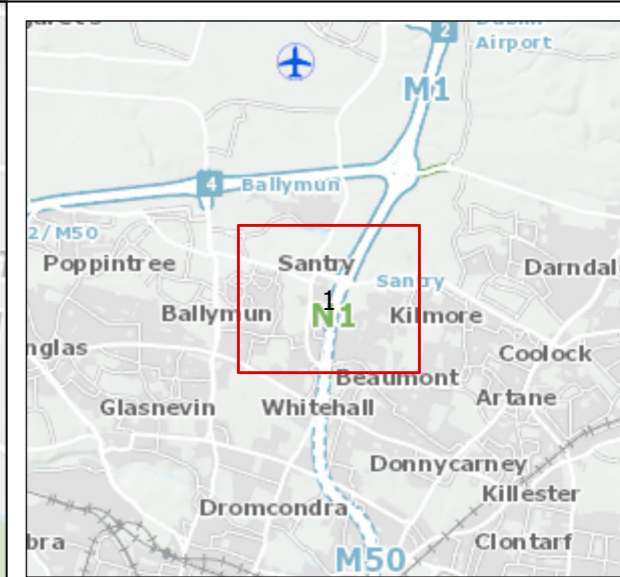 2
Dublin
Airport
M1
4
Ballymun
2/M50
Poppintree
Santry
Santry
Darndal
1
N1
Ballymun
Kilmore
nglas
Coolock
Beaumont
Artane
Glasnevin
Whitehall
Donnycarney
Killester
Dromcondra
bra
Clontarf
M50